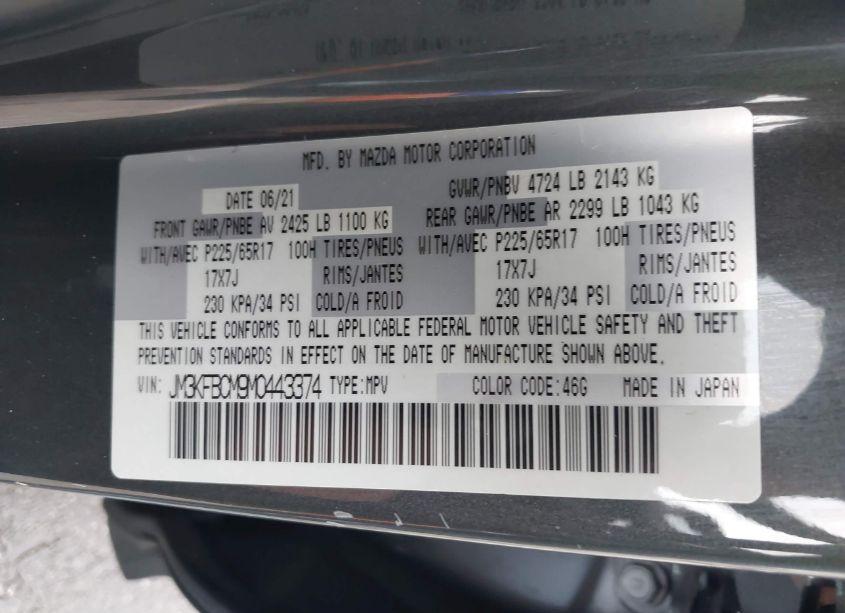 MFD. BY MAZDA MOTOR CORPORATION
DATE 06/21 GVWR/PNBV 4724 LB 2143 KG
FRONT GAWR/PNBE AV 2425 LB 1100 KG REAR GAWR/PNBE AR 2299 LB 1043 KG
WITH/AVEC P225/65R17 100H TIRES/PNEUS WITH/AVEC P225/65R17 100H TIRES/PNEUS
17X7J RIMS/JANTES 17X7J RIMS/JANTES
230 KPA/34 PSI COLD/A FROID 230 KPA/34 PSI COLD/A FROID
THIS VEHICLE CONFORMS TO ALL APPLICABLE FEDERAL MOTOR VEHICLE SAFETY AND THEFT
PREVENTION STANDARDS IN EFFECT ON THE DATE OF MANUFACTURE SHOWN ABOVE.
VIN: JM3KFBCM9M0443374 TYPE:MPV COLOR CODE:46G MADE IN JAPAN